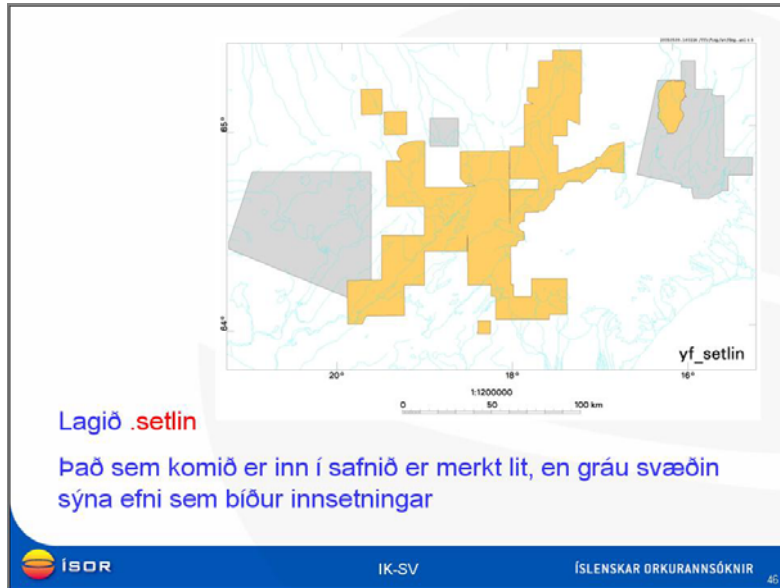 65°
64°
yf_setlin
20°
18°
16°
1:1200000
0 50 100 km
Lagið .setlin
Það sem komið er inn í safnið er merkt lit, en gráu svæðin
sýna efni sem bíður innsetningar
ÍSOR
IK-SV
ÍSLENSKAR ORKURANNSÓKNIR
46